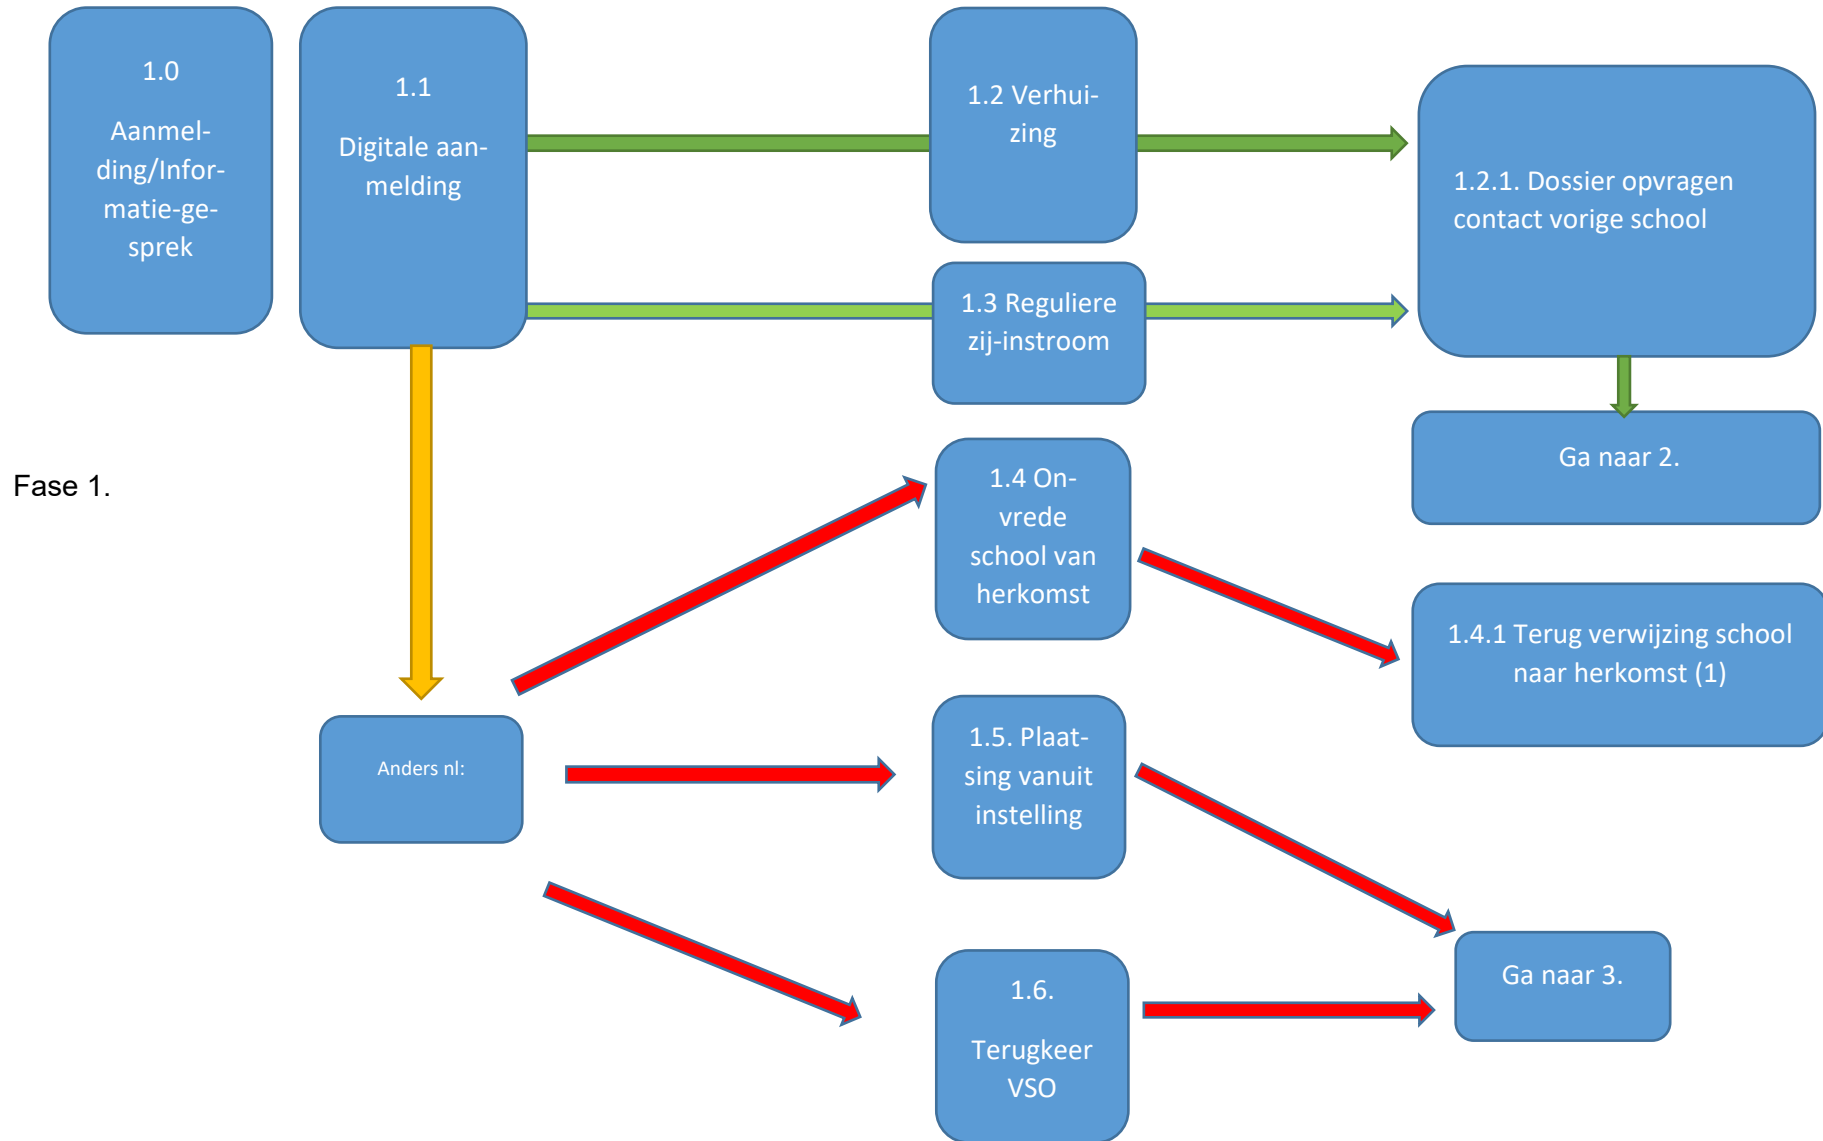 1.0
Aanmel-
ding/Infor-
matie-ge-
sprek
1.1
Digitale aan-
melding
1.2 Verhui-
zing
1.2.1. Dossier opvragen
contact vorige school
1.3 Reguliere
zij-instroom
Ga naar 2.
Fase 1.
1.4 On-
vrede
school van
herkomst
1.4.1 Terug verwijzing school
naar herkomst (1)
Anders nl:
1.5. Plaat-
sing vanuit
instelling
1.6.
Terugkeer
VSO
Ga naar 3.